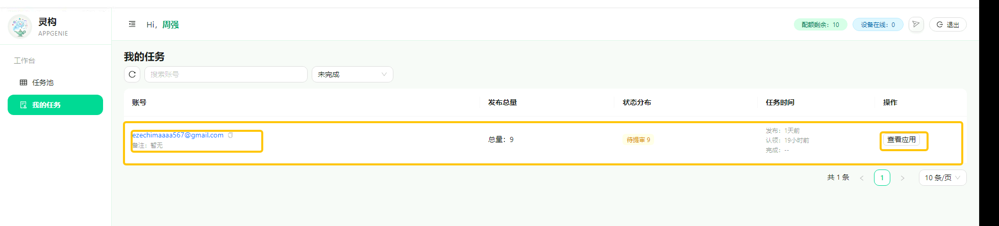 灵构
APPGENIE
Hi，周强
配额剩余：10
设备在线：0
退出
工作台
任务池
我的任务
我的任务
搜索账号
未完成
账号
发布总量
状态分布
任务时间
操作
ezechimaaaa567@gmail.com
备注：暂无
总量：9
待提审 9
发布：1天前
认领：19小时前
完成：--
查看应用
共 1 条
1
10 条/页